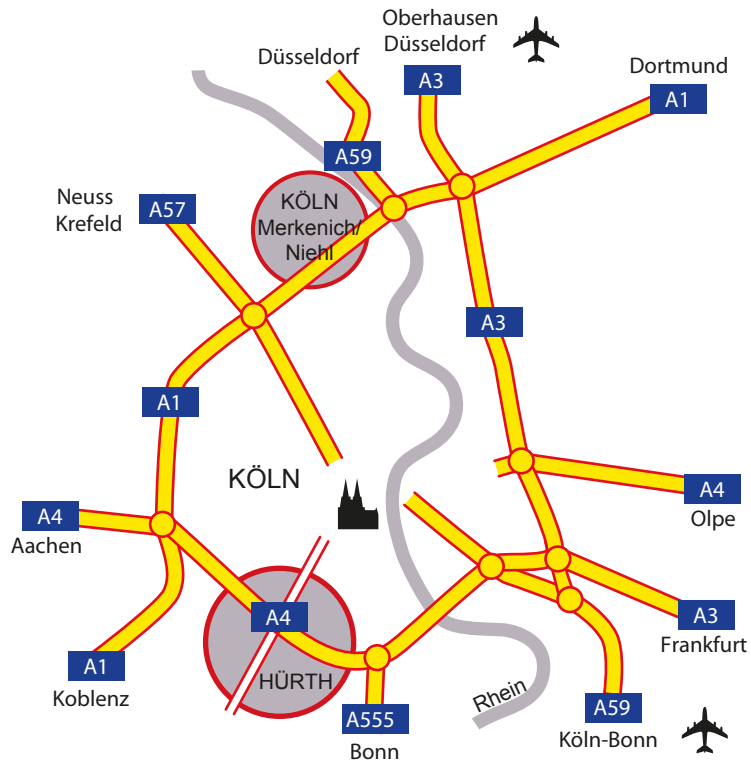 Oberhausen
Düsseldorf
Düsseldorf
Dortmund
A3
A1
A59
Neuss
Krefeld
A57
KÖLN
Merkenich/
Niehl
A3
A1
KÖLN
A4
Aachen
A4
Olpe
A4
A3
Frankfurt
A1
Koblenz
HÜRTH
Rhein
A555
Bonn
A59
Köln-Bonn